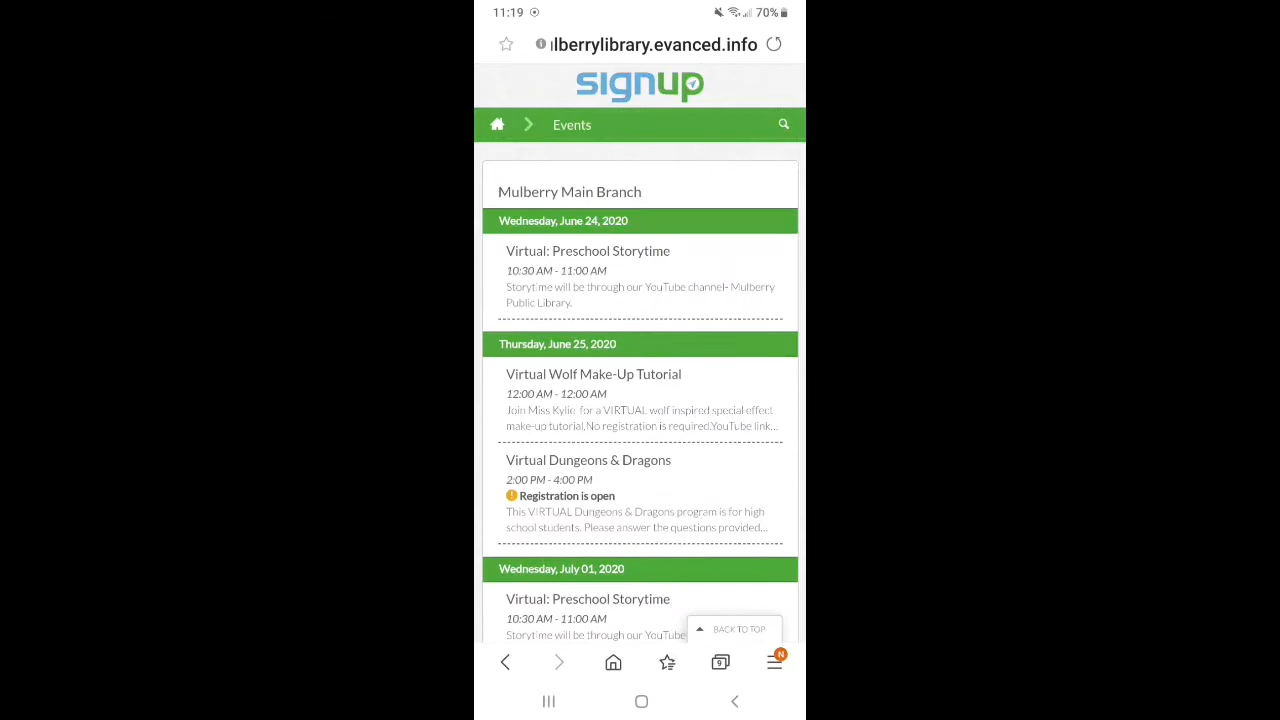 11:19
70%
lberrylibrary.evanced.info
signup
Events
Mulberry Main Branch
Wednesday, June 24, 2020
Virtual: Preschool Storytime
10:30 AM - 11:00 AM
Storytime will be through our YouTube channel- Mulberry
Public Library.
Thursday, June 25, 2020
Virtual Wolf Make-Up Tutorial
12:00 AM - 12:00 AM
Join Miss Kylie for a VIRTUAL wolf inspired special effect
make-up tutorial.No registration is required.YouTube link...
Virtual Dungeons & Dragons
2:00 PM - 4:00 PM
Registration is open
This VIRTUAL Dungeons & Dragons program is for high
school students. Please answer the questions provided...
Wednesday, July 01, 2020
Virtual: Preschool Storytime
10:30 AM - 11:00 AM
Storytime will be through our YouTube
BACK TO TOP
9
N